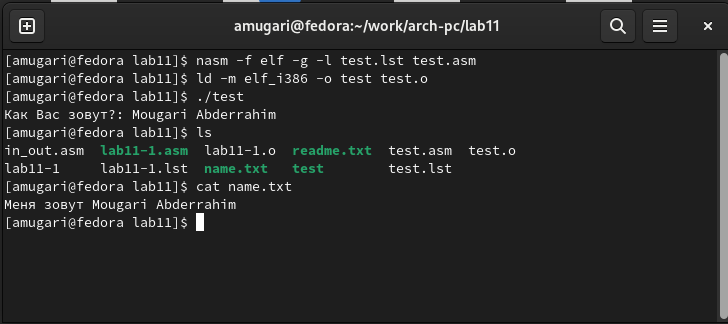 amugari@fedora:~/work/arch-pc/lab11
[amugari@fedora lab11]$ nasm -f elf -g -l test.lst test.asm
[amugari@fedora lab11]$ ld -m elf_i386 -o test test.o
[amugari@fedora lab11]$ ./test
Как Вас зовут?: Mougari Abderrahim
[amugari@fedora lab11]$ ls
in_out.asm  lab11-1.asm  lab11-1.o  readme.txt  test.asm  test.o
lab11-1     lab11-1.lst  name.txt   test        test.lst
[amugari@fedora lab11]$ cat name.txt
Меня зовут Mougari Abderrahim
[amugari@fedora lab11]$